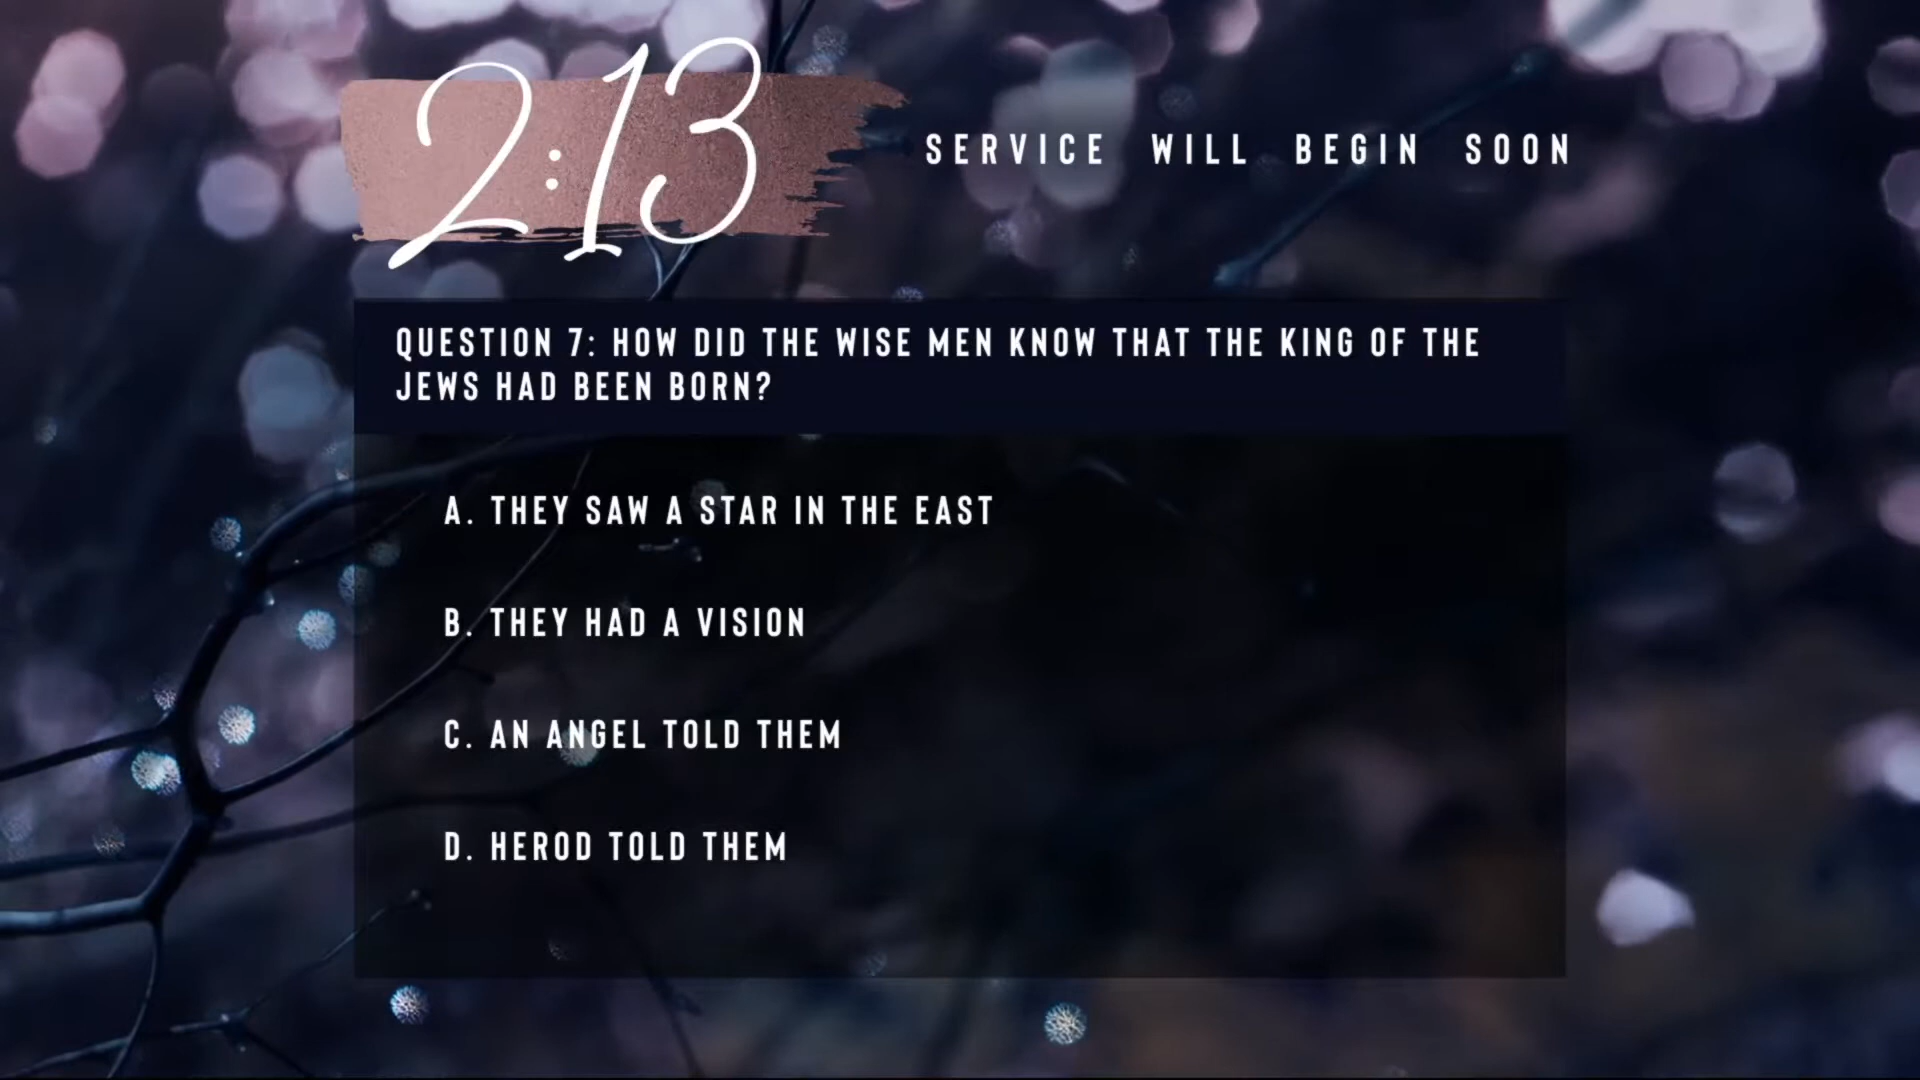 2:13
SERVICE WILL BEGIN SOON
QUESTION 7: HOW DID THE WISE MEN KNOW THAT THE KING OF THE
JEWS HAD BEEN BORN?
A. THEY SAW A STAR IN THE EAST
B. THEY HAD A VISION
C. AN ANGEL TOLD THEM
D. HEROD TOLD THEM